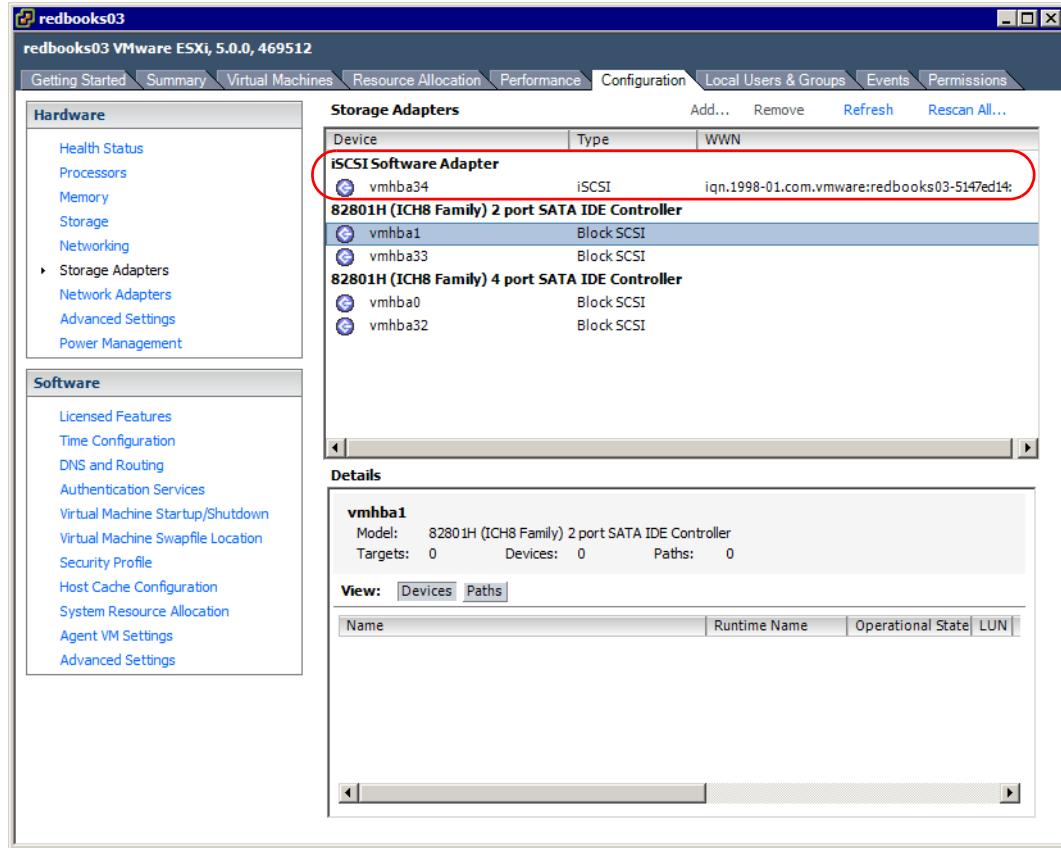 redbooks03
redbooks03 VMware ESXi, 5.0.0, 469512
Getting Started Summary Virtual Machines Resource Allocation Performance Configuration Local Users & Groups Events Permissions
Hardware
Health Status
Processors
Memory
Storage
Networking
Storage Adapters
Network Adapters
Advanced Settings
Power Management
Software
Licensed Features
Time Configuration
DNS and Routing
Authentication Services
Virtual Machine Startup/Shutdown
Virtual Machine Swapfile Location
Security Profile
Host Cache Configuration
System Resource Allocation
Agent VM Settings
Advanced Settings
Storage Adapters Add... Remove Refresh Rescan All...
Device Type WWN
iSCSI Software Adapter
vmhba34 iSCSI iqn.1998-01.com.vmware:redbooks03-5147ed14:
82801H (ICH8 Family) 2 port SATA IDE Controller
vmhba1 Block SCSI
vmhba33 Block SCSI
82801H (ICH8 Family) 4 port SATA IDE Controller
vmhba0 Block SCSI
vmhba32 Block SCSI
Details
vmhba1
Model: 82801H (ICH8 Family) 2 port SATA IDE Controller
Targets: 0 Devices: 0 Paths: 0
View: Devices Paths
Name Runtime Name Operational State LUN